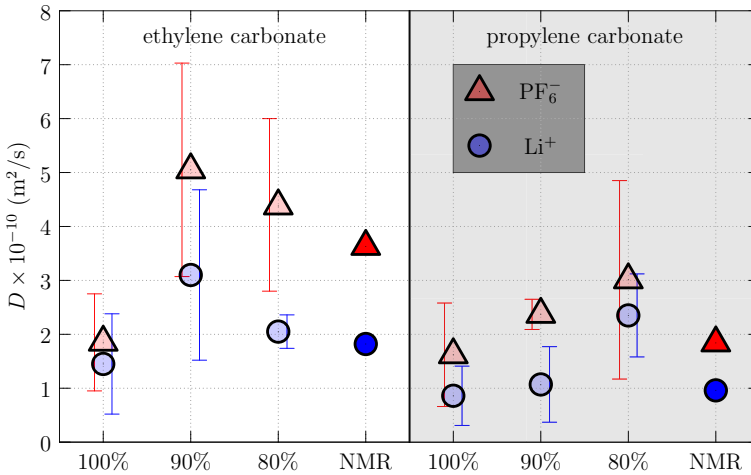 ethylene carbonate
propylene carbonate
PF₆⁻
Li⁺
D × 10⁻¹⁰ (m²/s)
8
7
6
5
4
3
2
1
0
100% 90% 80% NMR 100% 90% 80% NMR